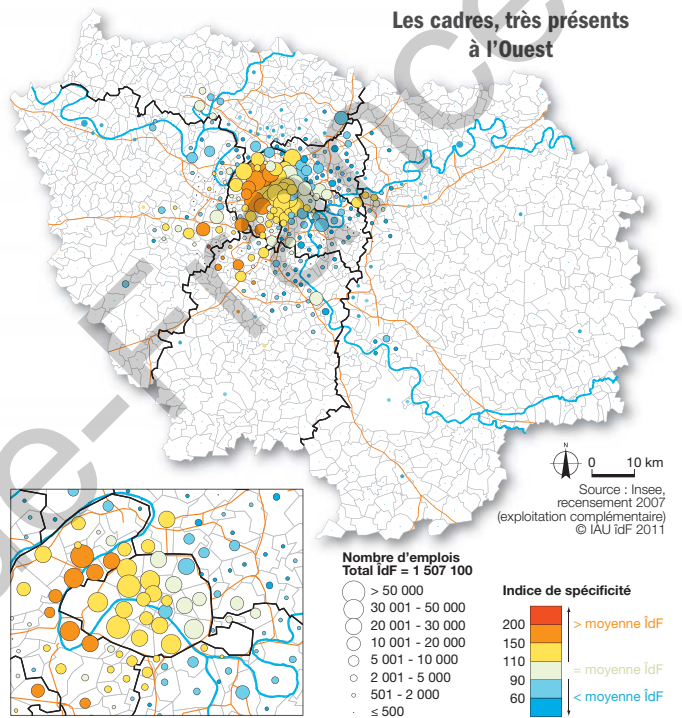 Les cadres, très présents
à l'Ouest
N
0 10 km
Source : Insee,
recensement 2007
(exploitation complémentaire)
© IAU îdF 2011
Nombre d'emplois
Total ÎdF = 1 507 100
> 50 000
30 001 - 50 000
20 001 - 30 000
10 001 - 20 000
5 001 - 10 000
2 001 - 5 000
501 - 2 000
≤ 500
Indice de spécificité
200
150
110
90
60
> moyenne ÎdF
= moyenne ÎdF
< moyenne ÎdF